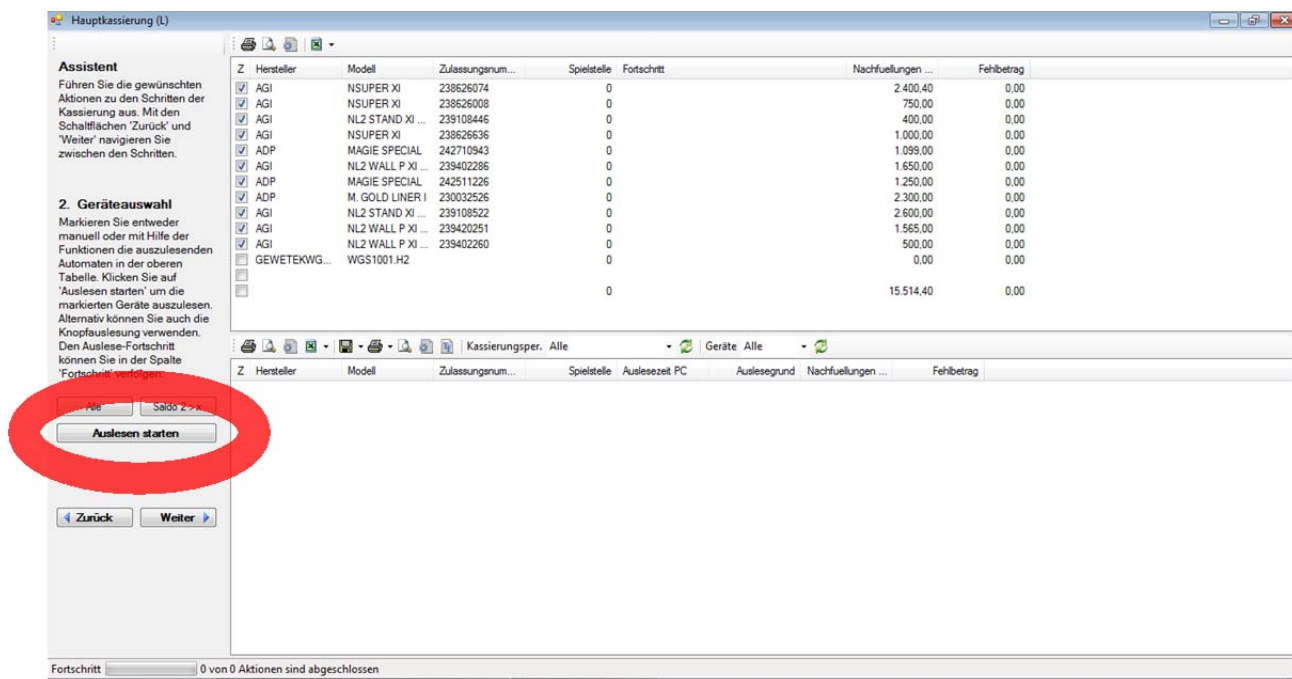 Hauptkassierung (L)
Assistent
Führen Sie die gewünschten
Aktionen zu den Schritten der
Kassierung aus. Mit den
Schaltflächen 'Zurück' und
'Weiter' navigieren Sie
zwischen den Schritten.
2. Geräteauswahl
Markieren Sie entweder
manuell oder mit Hilfe der
Funktionen die auszulesenden
Automaten in der oberen
Tabelle. Klicken Sie auf
'Auslesen starten' um die
markierten Geräte auszulesen.
Alternativ können Sie auch die
Knopfauslesung verwenden.
Den Auslese-Fortschritt
können Sie in der Spalte
'Fortschritt' verfolgen.
Alle Saldo 2 > x
Auslesen starten
Zurück Weiter
Z Hersteller Modell Zulassungsnum... Spielstelle Fortschritt Nachfuellungen ... Fehlbetrag
AGI NSUPER XI 238626074 0 2.400,40 0,00
AGI NSUPER XI 238626008 0 750,00 0,00
AGI NL2 STAND XI ... 239108446 0 400,00 0,00
AGI NSUPER XI 238626636 0 1.000,00 0,00
ADP MAGIE SPECIAL 242710943 0 1.099,00 0,00
AGI NL2 WALL P XI ... 239402286 0 1.650,00 0,00
ADP MAGIE SPECIAL 242511226 0 1.250,00 0,00
ADP M. GOLD LINER I 230032526 0 2.300,00 0,00
AGI NL2 STAND XI ... 239108522 0 2.600,00 0,00
AGI NL2 WALL P XI ... 239420251 0 1.565,00 0,00
AGI NL2 WALL P XI ... 239402260 0 500,00 0,00
GEWETEKWG... WGS1001.H2 0 0,00 0,00
0 15.514,40 0,00
Kassierungsper. Alle Geräte Alle
Z Hersteller Modell Zulassungsnum... Spielstelle Auslesezeit PC Auslesegrund Nachfuellungen ... Fehlbetrag
Fortschritt 0 von 0 Aktionen sind abgeschlossen